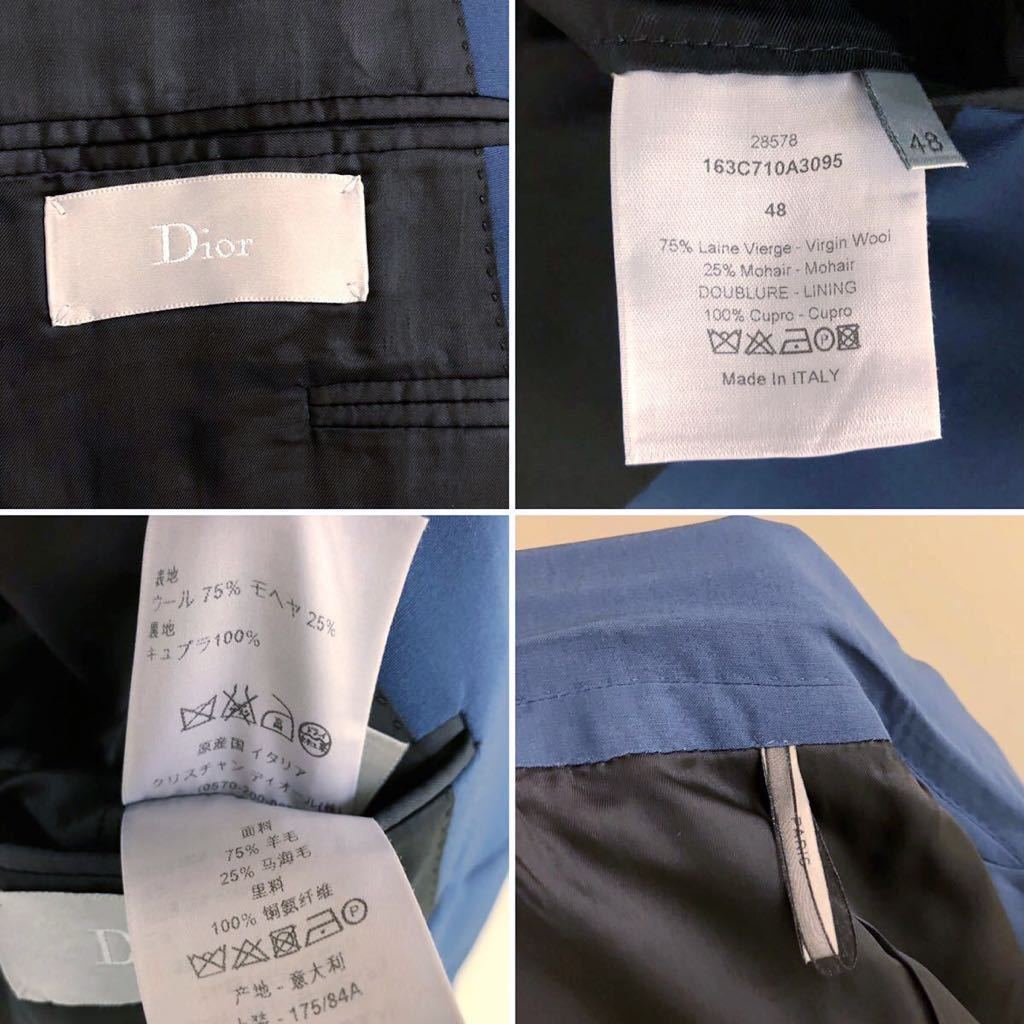 Dior
28578
163C710A3095
48
48
75% Laine Vierge - Virgin Wool
25% Mohair - Mohair
DOUBLURE - LINING
100% Cupro - Cupro
P
Made In ITALY
表地
ウール 75% モヘヤ 25%
裏地
キュプラ100%
原産国 イタリア
クリスチャン ディオール(株)
(0570-200-
面料
75% 羊毛
25% 马海毛
里料
100% 铜氨纤维
P
产地 - 意大利
- 175/84A
D
PARIS